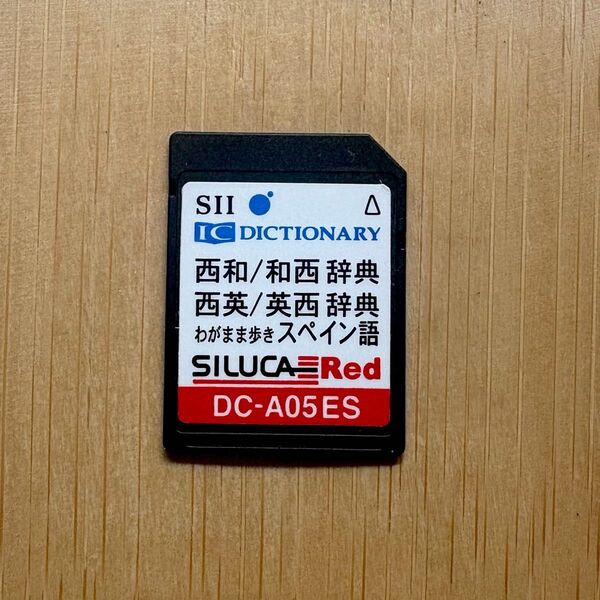 SII
IC DICTIONARY
西和/和西 辞典
西英/英西 辞典
わがまま歩き スペイン語
SILUCA Red
DC-A05ES